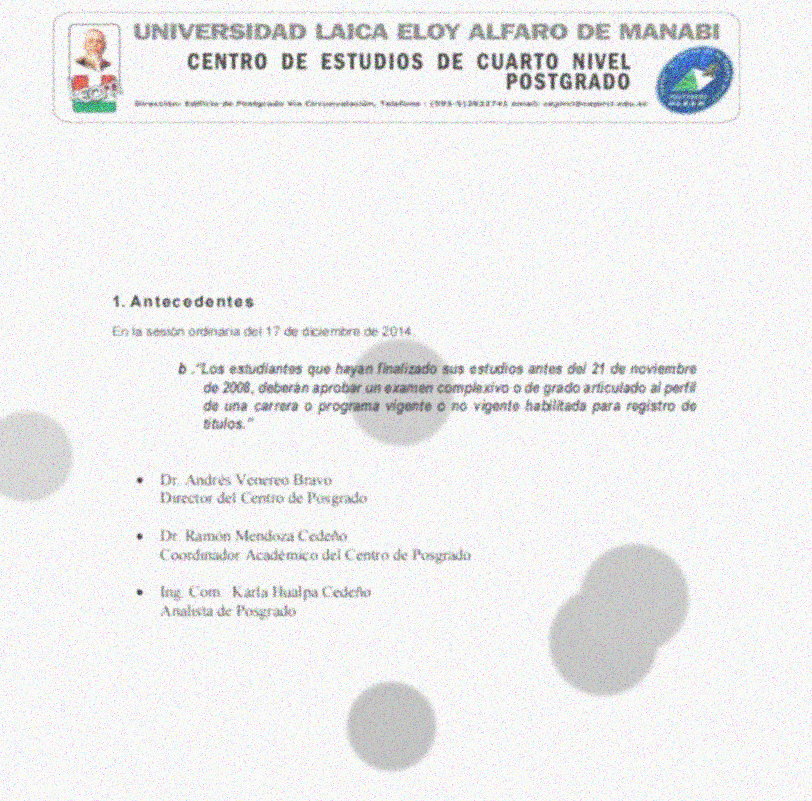 UNIVERSIDAD LAICA ELOY ALFARO DE MANABI
CENTRO DE ESTUDIOS DE CUARTO NIVEL
POSTGRADO
Dirección: Edificio de Postgrado Vía Circunvalación, Teléfono :
1. Antecedentes
En la sesión ordinaria del 17 de diciembre de 2014.
b ."Los estudiantes que hayan finalizado sus estudios antes del 21 de noviembre
de 2008, deberán aprobar un examen complexivo o de grado articulado al perfil
de una carrera o programa vigente o no vigente habilitada para registro de
títulos."
• Dr. Andrés Venereo Bravo
Director del Centro de Posgrado
• Dr. Ramón Mendoza Cedeño
Coordinador Académico del Centro de Posgrado
• Ing. Com. Karla Hualpa Cedeño
Analista de Posgrado